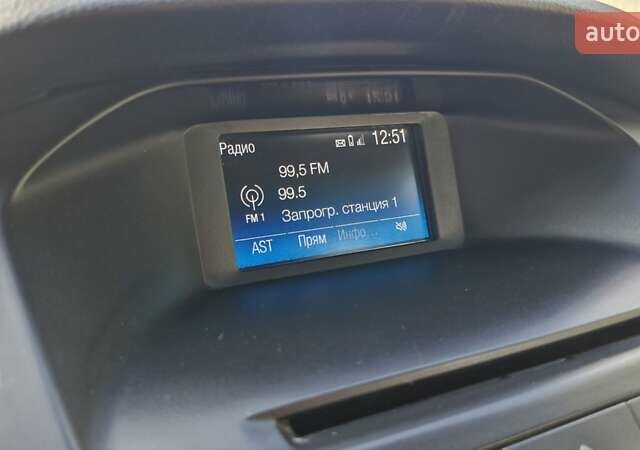 auto
Радио 12:51
99,5 FM
99.5
FM 1
Запрогр. станция 1
AST Прям Инфо...